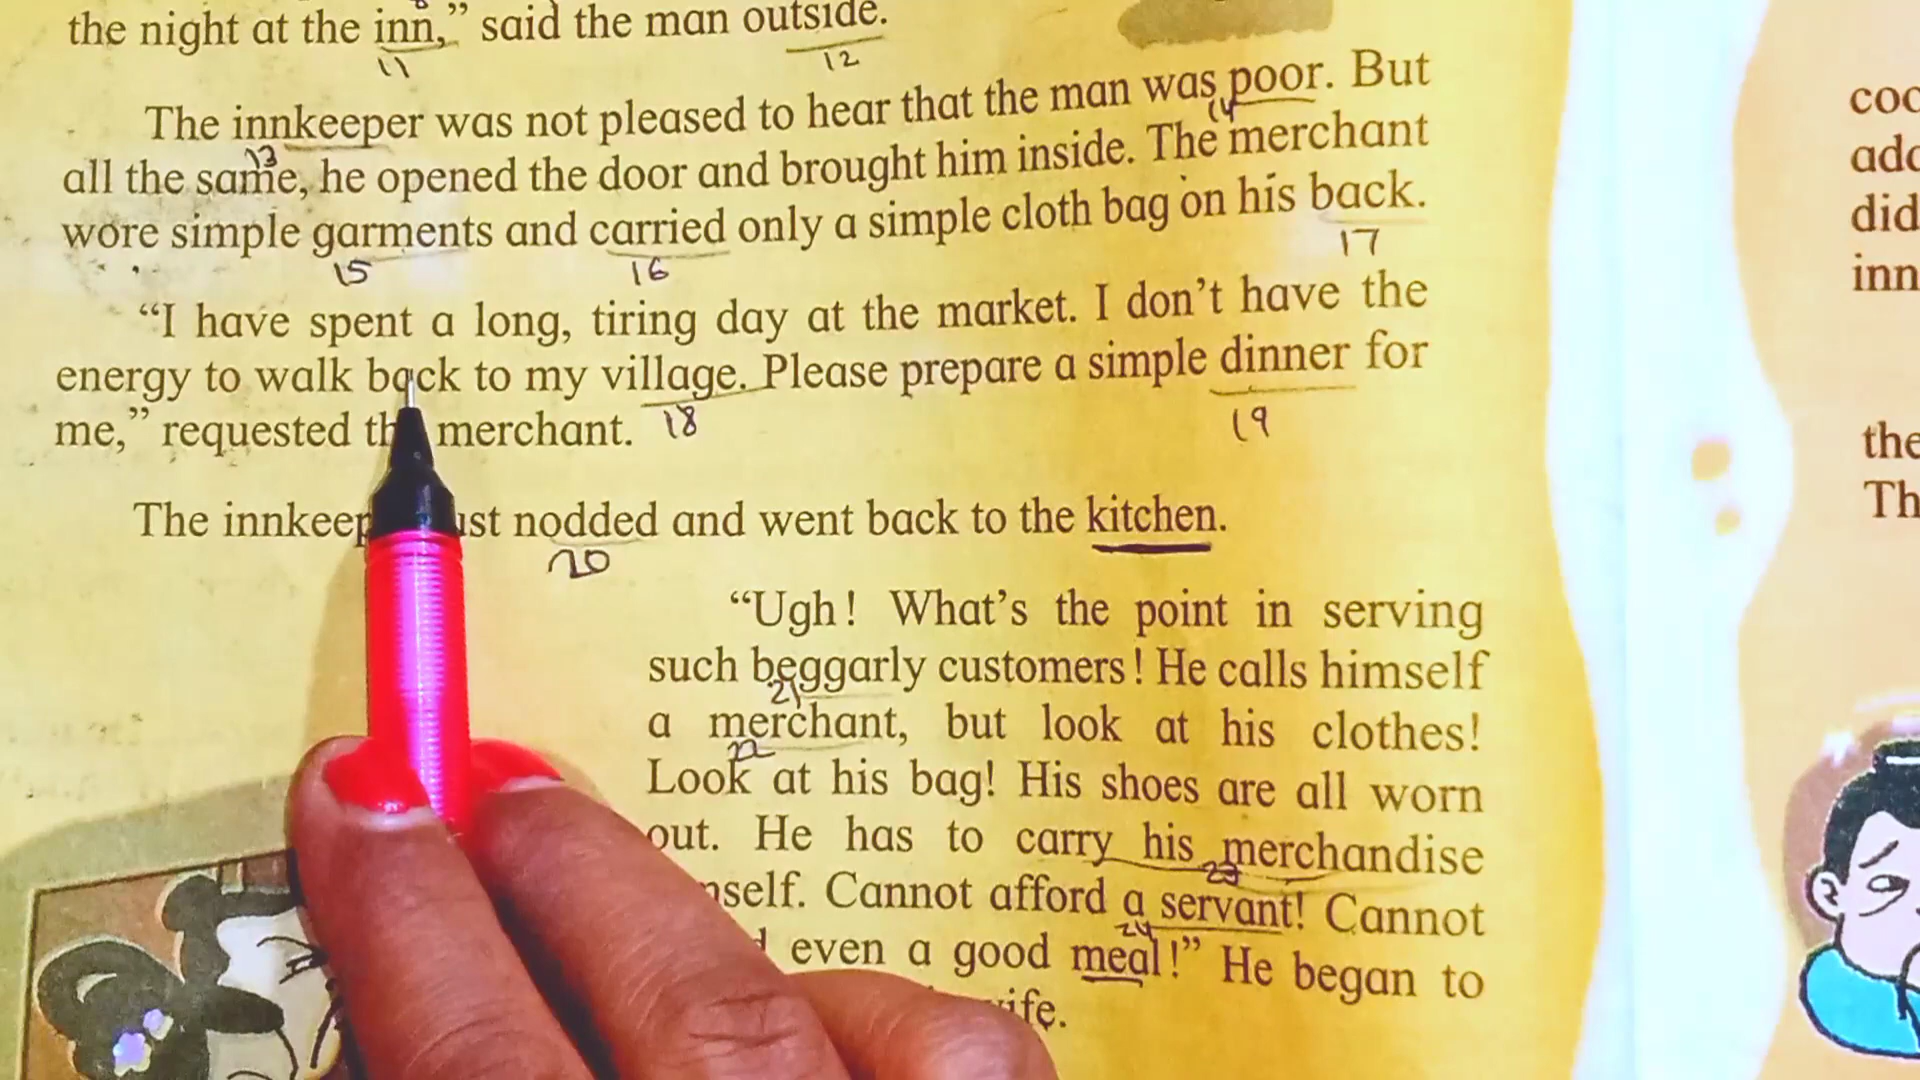 the night at the inn,” said the man outside.
11
12
The innkeeper was not pleased to hear that the man was poor. But
13
14
all the same, he opened the door and brought him inside. The merchant
wore simple garments and carried only a simple cloth bag on his back.
15
16
17
“I have spent a long, tiring day at the market. I don’t have the
energy to walk back to my village. Please prepare a simple dinner for
me,” requested merchant.
18
19
The just nodded and went back to the kitchen.
20
“Ugh! What’s the point in serving
such beggarly customers! He calls himself
21
a merchant, but look at his clothes!
22
Look at his bag! His shoes are all worn
out. He has to carry his merchandise
23
Cannot afford a servant! Cannot
24
even a good meal!” He began to
the
Th
did
inn